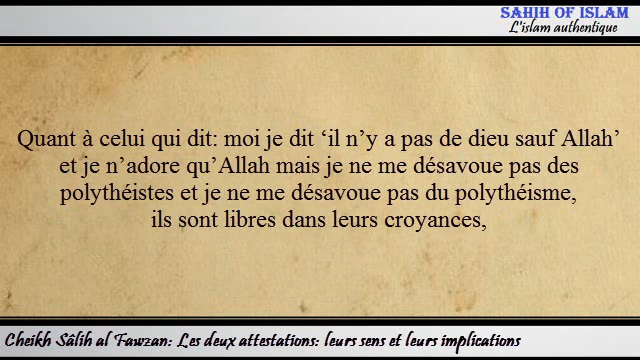 SAHIH OF ISLAM
L'islam authentique
Quant à celui qui dit: moi je dit ‘il n’y a pas de dieu sauf Allah’
et je n’adore qu’Allah mais je ne me désavoue pas des
polythéistes et je ne me désavoue pas du polythéisme,
ils sont libres dans leurs croyances,
Cheikh Sâlih al Fawzan: Les deux attestations: leurs sens et leurs implications